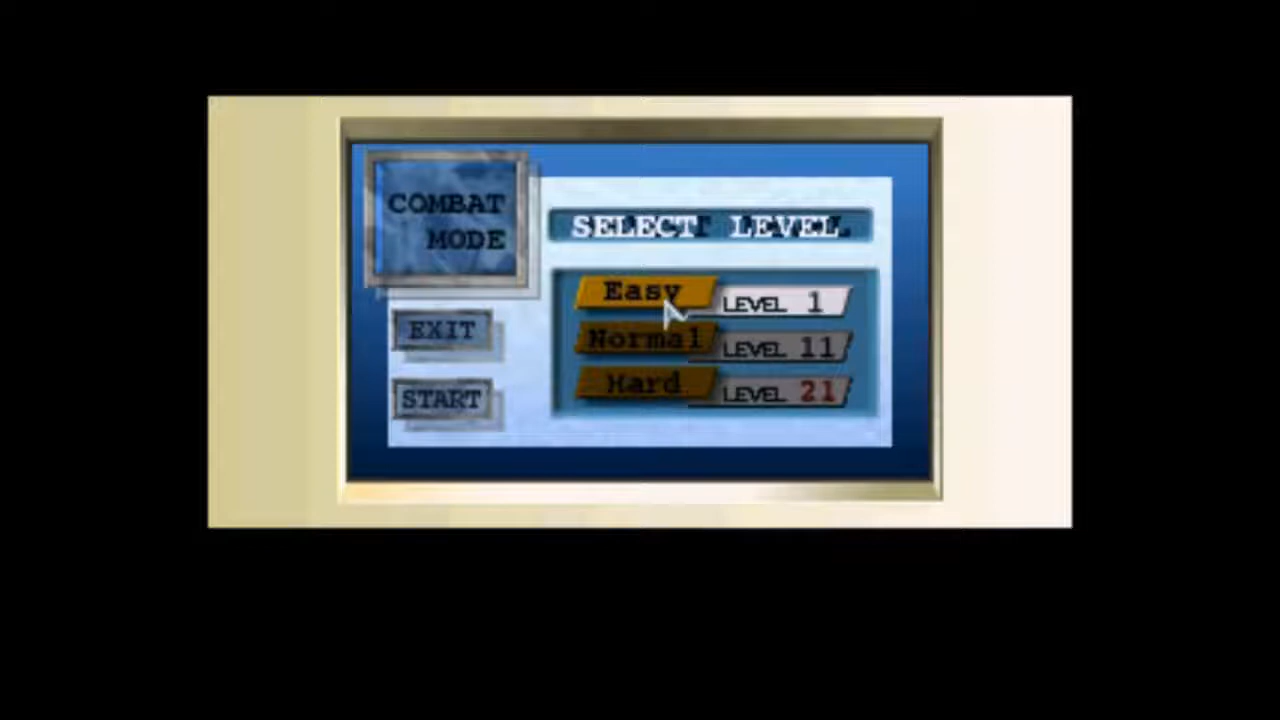 COMBAT
MODE
EXIT
START
SELECT LEVEL
Easy LEVEL 1
Normal LEVEL 11
Hard LEVEL 21